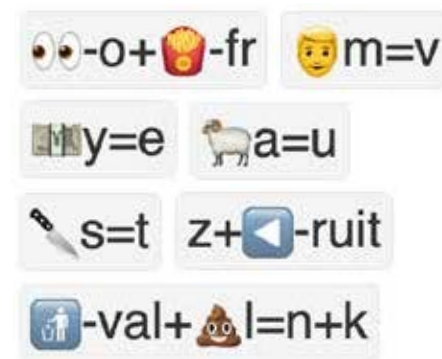 👀-o+🍟-fr 👨m=v
💵y=e 🐏a=u
🔪s=t z+◀️-ruit
🚮-val+💩l=n+k